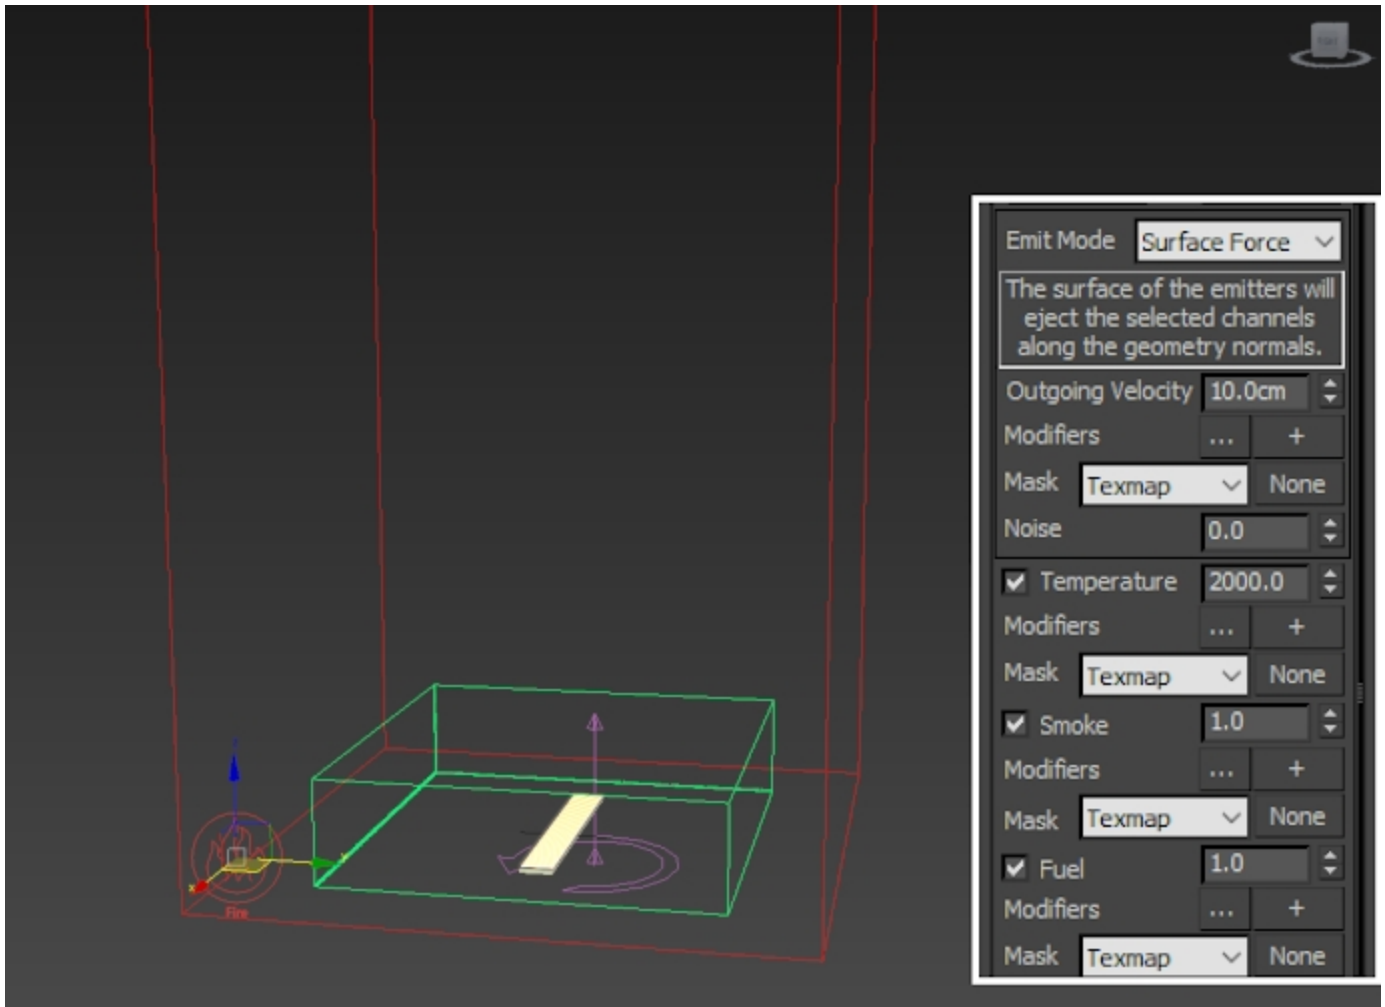 Emit Mode Surface Force
The surface of the emitters will
eject the selected channels
along the geometry normals.
Outgoing Velocity 10.0cm
Modifiers ... +
Mask Texmap None
Noise 0.0
Temperature 2000.0
Modifiers ... +
Mask Texmap None
Smoke 1.0
Modifiers ... +
Mask Texmap None
Fuel 1.0
Modifiers ... +
Mask Texmap None
x
y
Fire